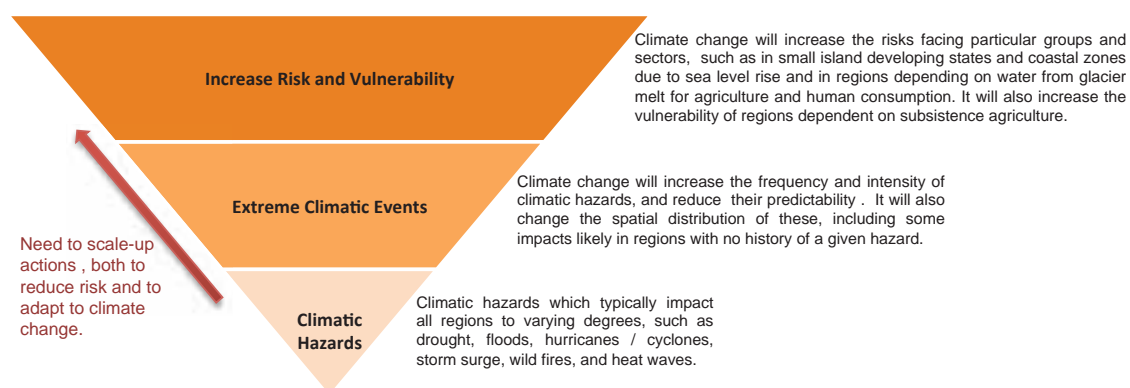 Increase Risk and Vulnerability
Climate change will increase the risks facing particular groups and
sectors, such as in small island developing states and coastal zones
due to sea level rise and in regions depending on water from glacier
melt for agriculture and human consumption. It will also increase the
vulnerability of regions dependent on subsistence agriculture.
Extreme Climatic Events
Climate change will increase the frequency and intensity of
climatic hazards, and reduce their predictability . It will also
change the spatial distribution of these, including some
impacts likely in regions with no history of a given hazard.
Need to scale-up
actions , both to
reduce risk and to
adapt to climate
change.
Climatic
Hazards
Climatic hazards which typically impact
all regions to varying degrees, such as
drought, floods, hurricanes / cyclones,
storm surge, wild fires, and heat waves.